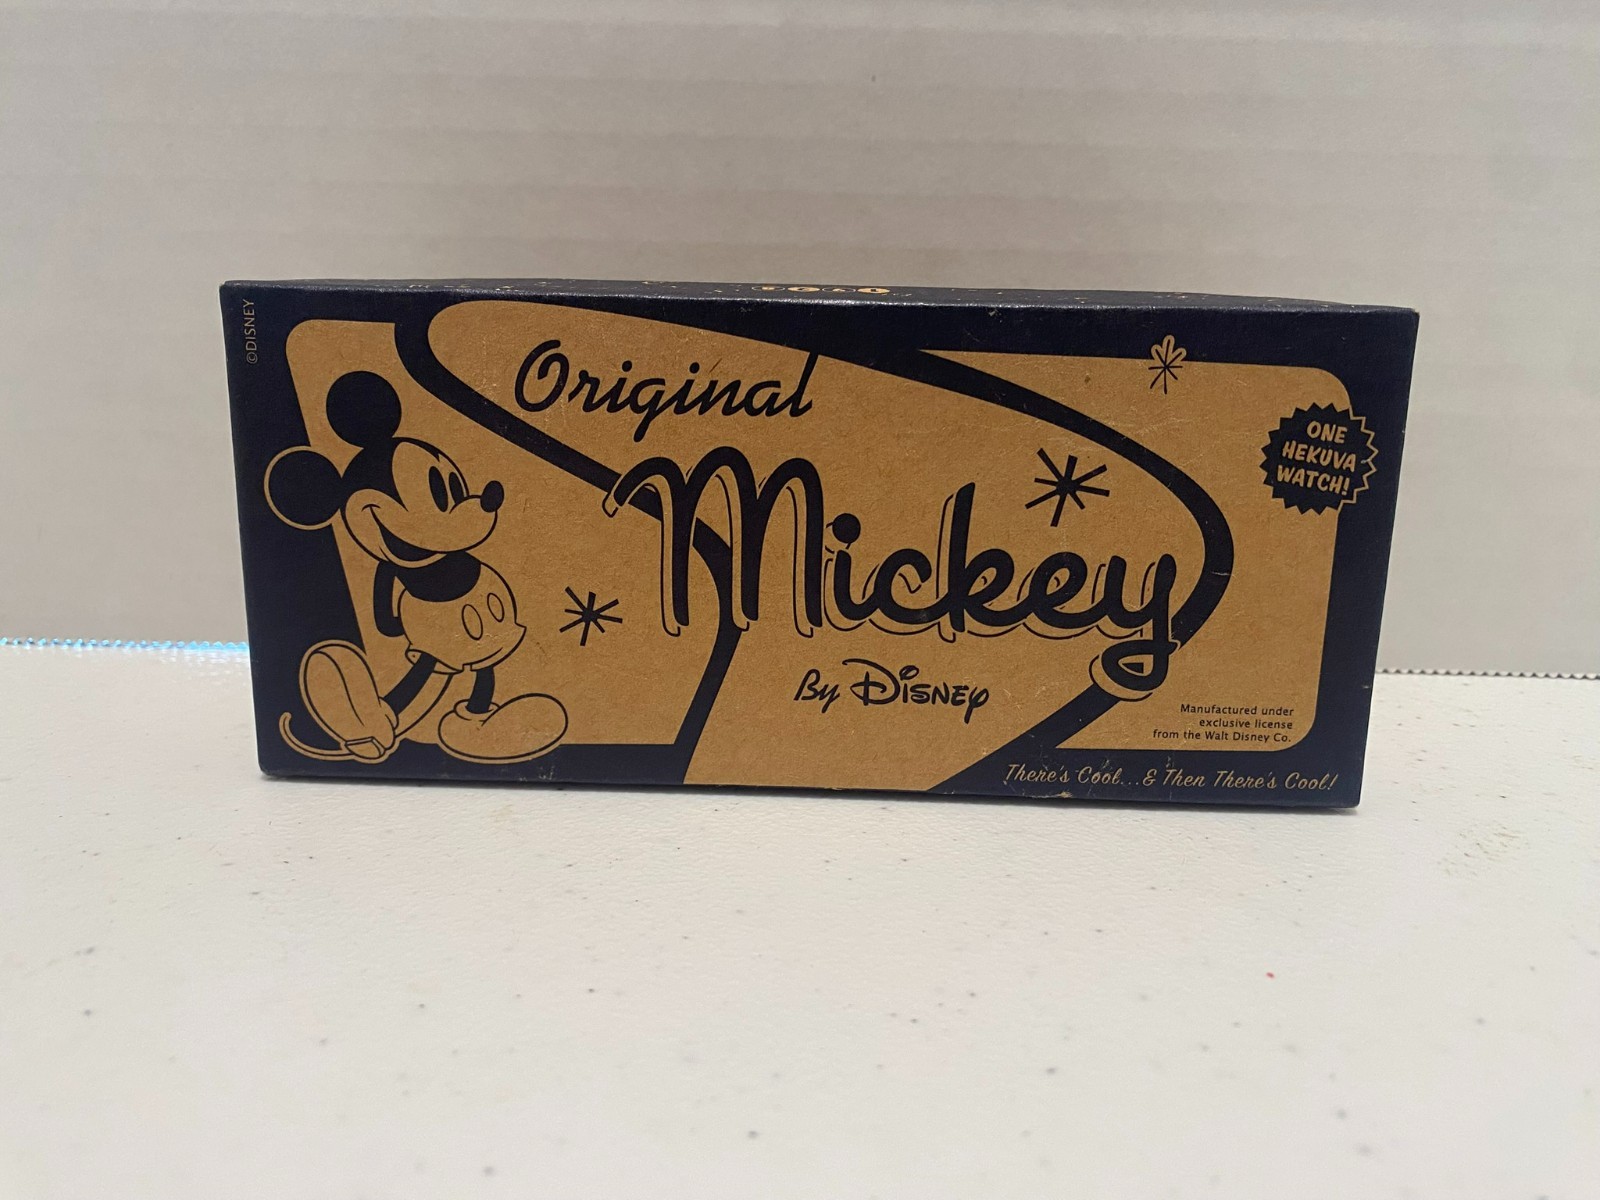 ©DISNEY
Original
Mickey
By Disney
ONE
HEKUVA
WATCH!
Manufactured under
exclusive license
from the Walt Disney Co.
There's Cool...& Then There's Cool!